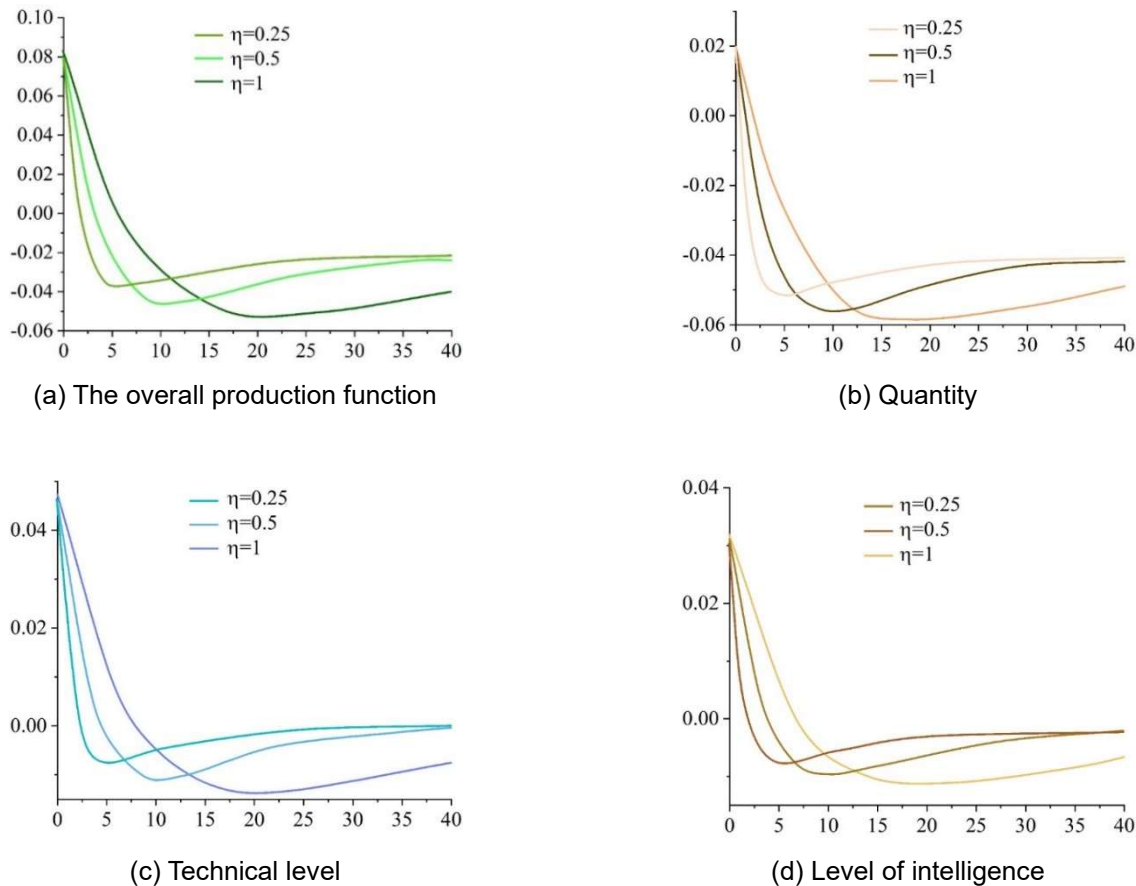 0.10
0.08
0.06
0.04
0.02
0.00
-0.02
-0.04
-0.06
0 5 10 15 20 25 30 35 40
η=0.25
η=0.5
η=1
(a) The overall production function
0.02
0.00
-0.02
-0.04
-0.06
0 5 10 15 20 25 30 35 40
η=0.25
η=0.5
η=1
(b) Quantity
0.04
0.02
0.00
0 5 10 15 20 25 30 35 40
η=0.25
η=0.5
η=1
(c) Technical level
0.04
0.02
0.00
0 5 10 15 20 25 30 35 40
η=0.25
η=0.5
η=1
(d) Level of intelligence